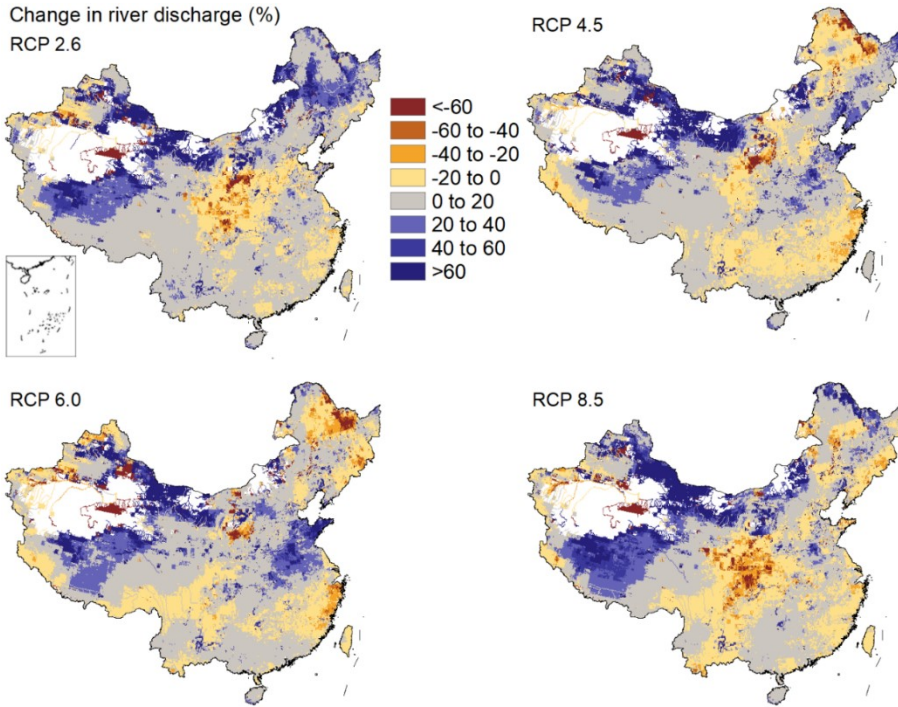 Change in river discharge (%)
RCP 2.6
RCP 4.5
<-60
-60 to -40
-40 to -20
-20 to 0
0 to 20
20 to 40
40 to 60
>60
RCP 6.0
RCP 8.5